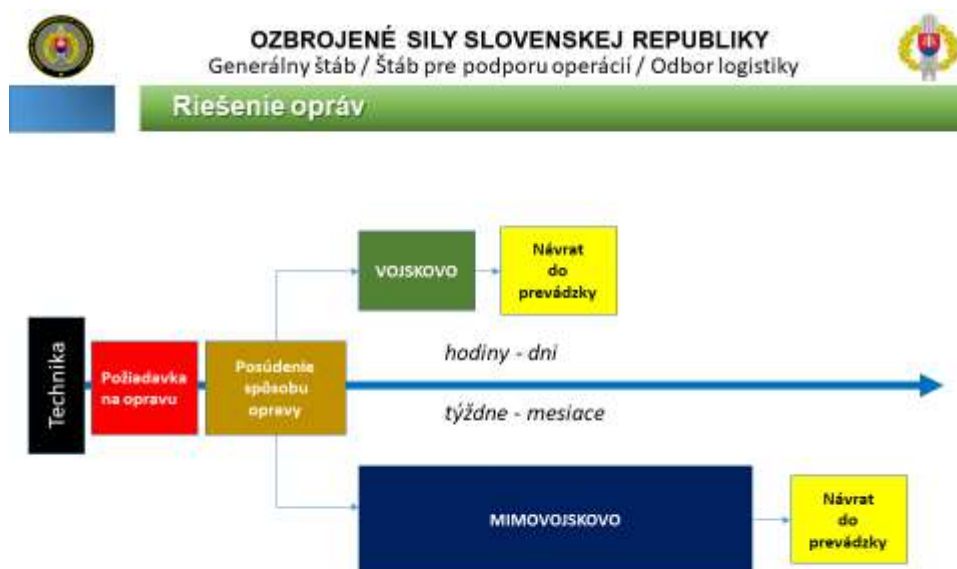 OZBROJENÉ SILY SLOVENSKEJ REPUBLIKY
Generálny štáb / Štáb pre podporu operácií / Odbor logistiky
Riešenie opráv
VOJSKOVO
Návrat
do
prevádzky
Technika
Požiadavka
na opravu
Posúdenie
spôsobu
opravy
hodiny - dni
týždne - mesiace
MIMOVOJSKOVO
Návrat
do
prevádzky